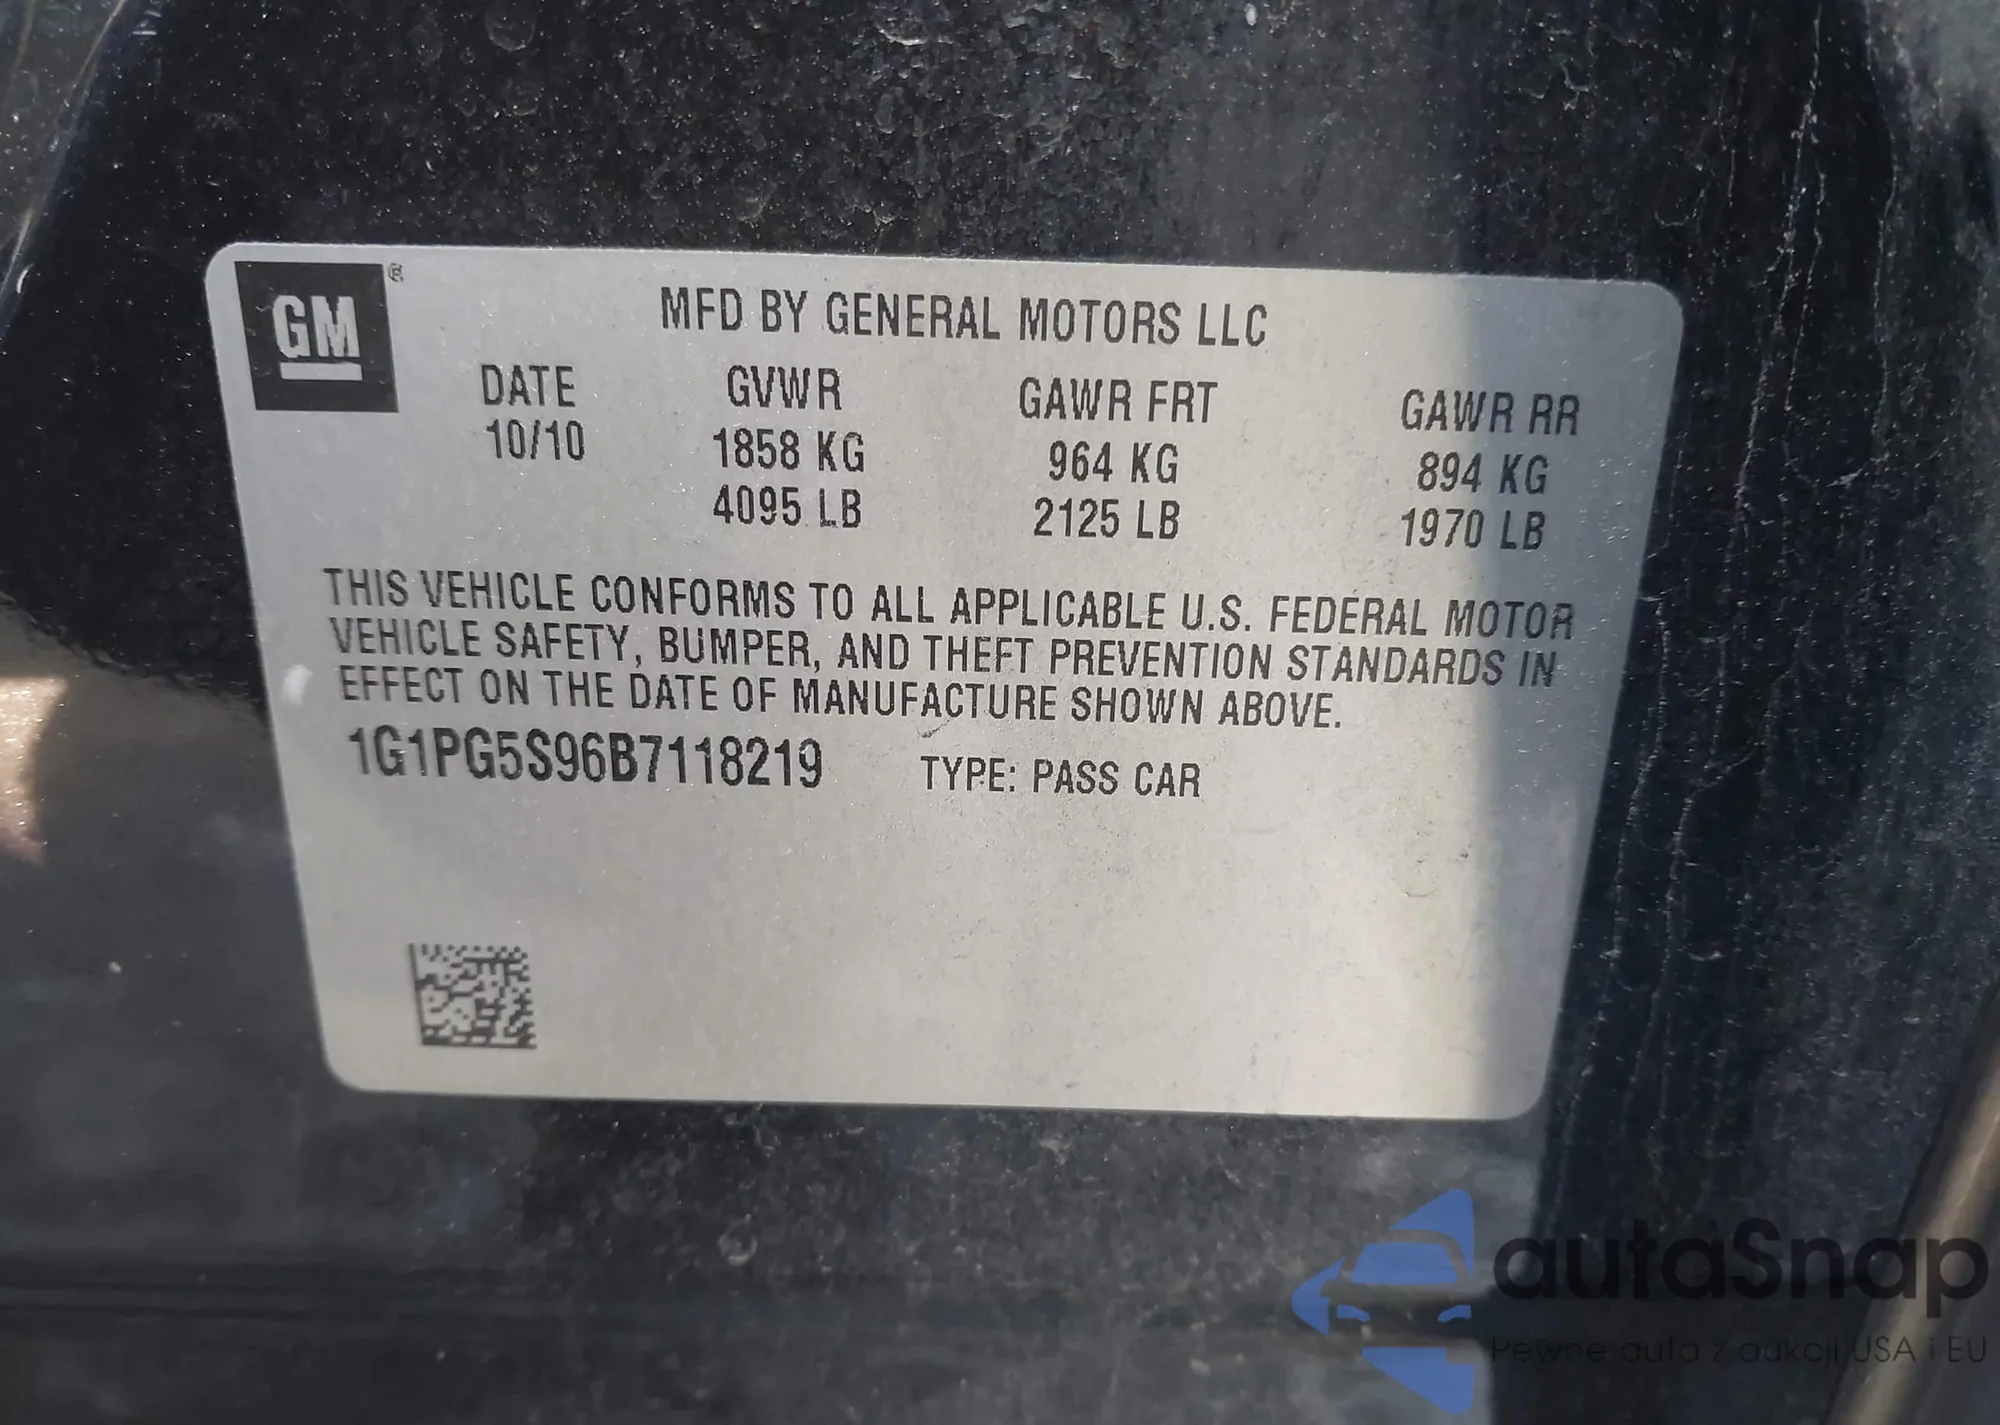 GM ®
MFD BY GENERAL MOTORS LLC
DATE GVWR GAWR FRT GAWR RR
10/10 1858 KG 964 KG 894 KG
4095 LB 2125 LB 1970 LB
THIS VEHICLE CONFORMS TO ALL APPLICABLE U.S. FEDERAL MOTOR
VEHICLE SAFETY, BUMPER, AND THEFT PREVENTION STANDARDS IN
EFFECT ON THE DATE OF MANUFACTURE SHOWN ABOVE.
1G1PG5S96B7118219 TYPE: PASS CAR
autaSnap
Pewne auta z aukcji USA i EU